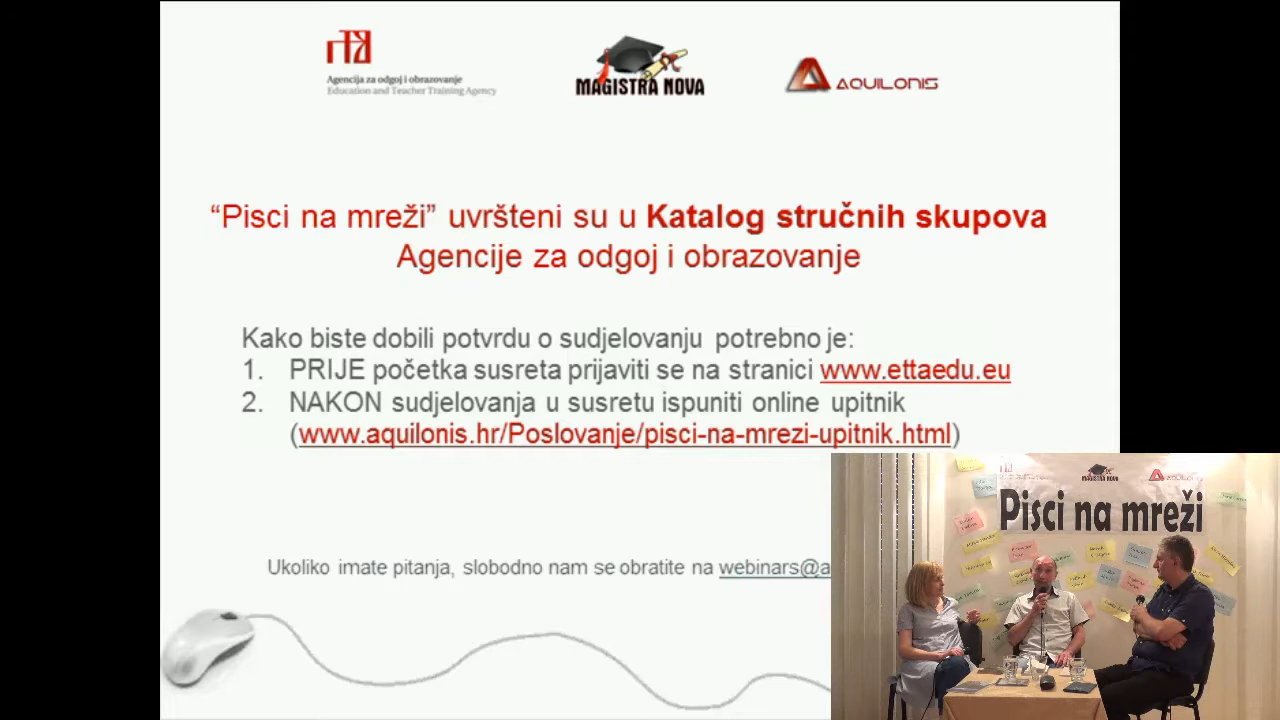 Agencija za odgoj i obrazovanje
Education and Teacher Training Agency
MAGISTRA NOVA
AQUILONIS
“Pisci na mreži” uvršteni su u Katalog stručnih skupova
Agencije za odgoj i obrazovanje
Kako biste dobili potvrdu o sudjelovanju potrebno je:
1. PRIJE početka susreta prijaviti se na stranici www.ettaedu.eu
2. NAKON sudjelovanja u susretu ispuniti online upitnik
(www.aquilonis.hr/Poslovanje/pisci-na-mrezi-upitnik.html)
Ukoliko imate pitanja, slobodno nam se obratite na webinars@a
MAGISTRA NOVA
Pisci na mreži